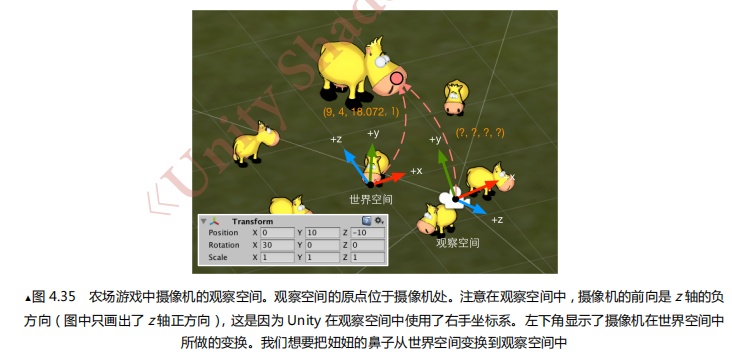 《Unity Shad
(9, 4, 18.072, 1)
(?, ?, ?, ?)
+z
+y
+x
世界空间
+y
x
+z
观察空间
Transform
Position X 0 Y 10 Z -10
Rotation X 30 Y 0 Z 0
Scale X 1 Y 1 Z 1
▲图 4.35 农场游戏中摄像机的观察空间。观察空间的原点位于摄像机处。注意在观察空间中，摄像机的前向是 z 轴的负
方向（图中只画出了 z 轴正方向），这是因为 Unity 在观察空间中使用了右手坐标系。左下角显示了摄像机在世界空间中
所做的变换。我们想要把妞妞的鼻子从世界空间变换到观察空间中